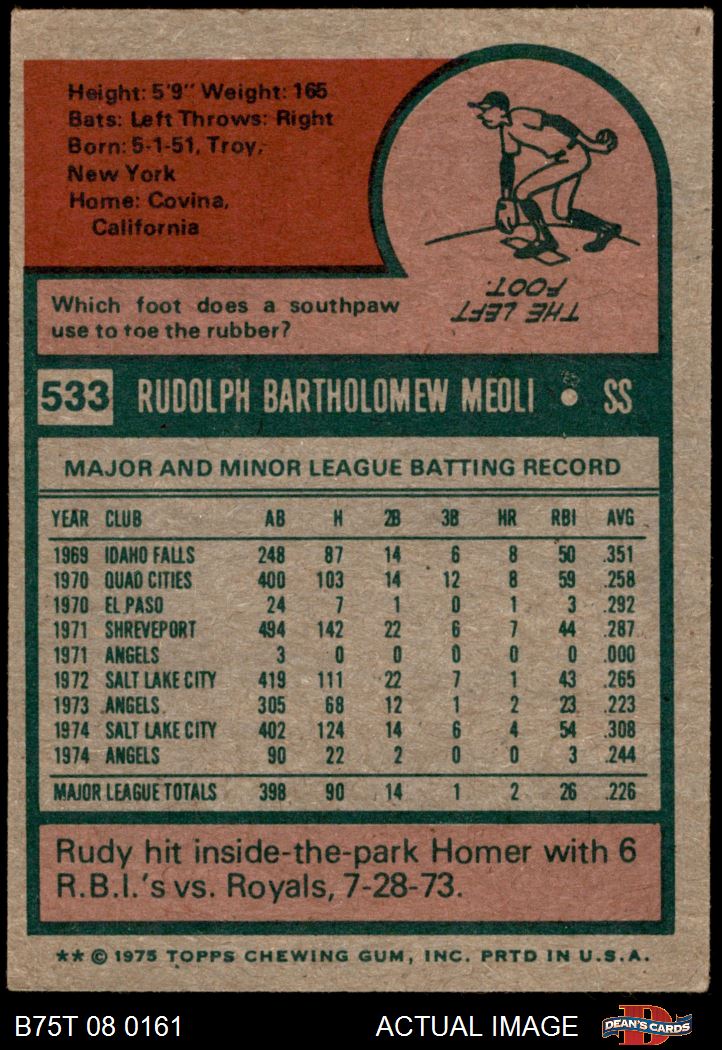 Height: 5'9" Weight: 165
Bats: Left Throws: Right
Born: 5-1-51, Troy,
New York
Home: Covina,
California
THE LEFT
FOOT.
Which foot does a southpaw
use to toe the rubber?
533 RUDOLPH BARTHOLOMEW MEOLI • SS
MAJOR AND MINOR LEAGUE BATTING RECORD
YEAR CLUB AB H 2B 3B HR RBI AVG
1969 IDAHO FALLS 248 87 14 6 8 50 .351
1970 QUAD CITIES 400 103 14 12 8 59 .258
1970 EL PASO 24 7 1 0 1 3 .292
1971 SHREVEPORT 494 142 22 6 7 44 .287
1971 ANGELS 3 0 0 0 0 0 .000
1972 SALT LAKE CITY 419 111 22 7 1 43 .265
1973 ANGELS. 305 68 12 1 2 23 .223
1974 SALT LAKE CITY 402 124 14 6 4 54 .308
1974 ANGELS 90 22 2 0 0 3 .244
MAJOR LEAGUE TOTALS 398 90 14 1 2 26 .226
Rudy hit inside-the-park Homer with 6
R.B.I.'s vs. Royals, 7-28-73.
** © 1975 TOPPS CHEWING GUM, INC. PRTD IN U.S.A.
B75T 08 0161 ACTUAL IMAGE D DEAN'S CARDS